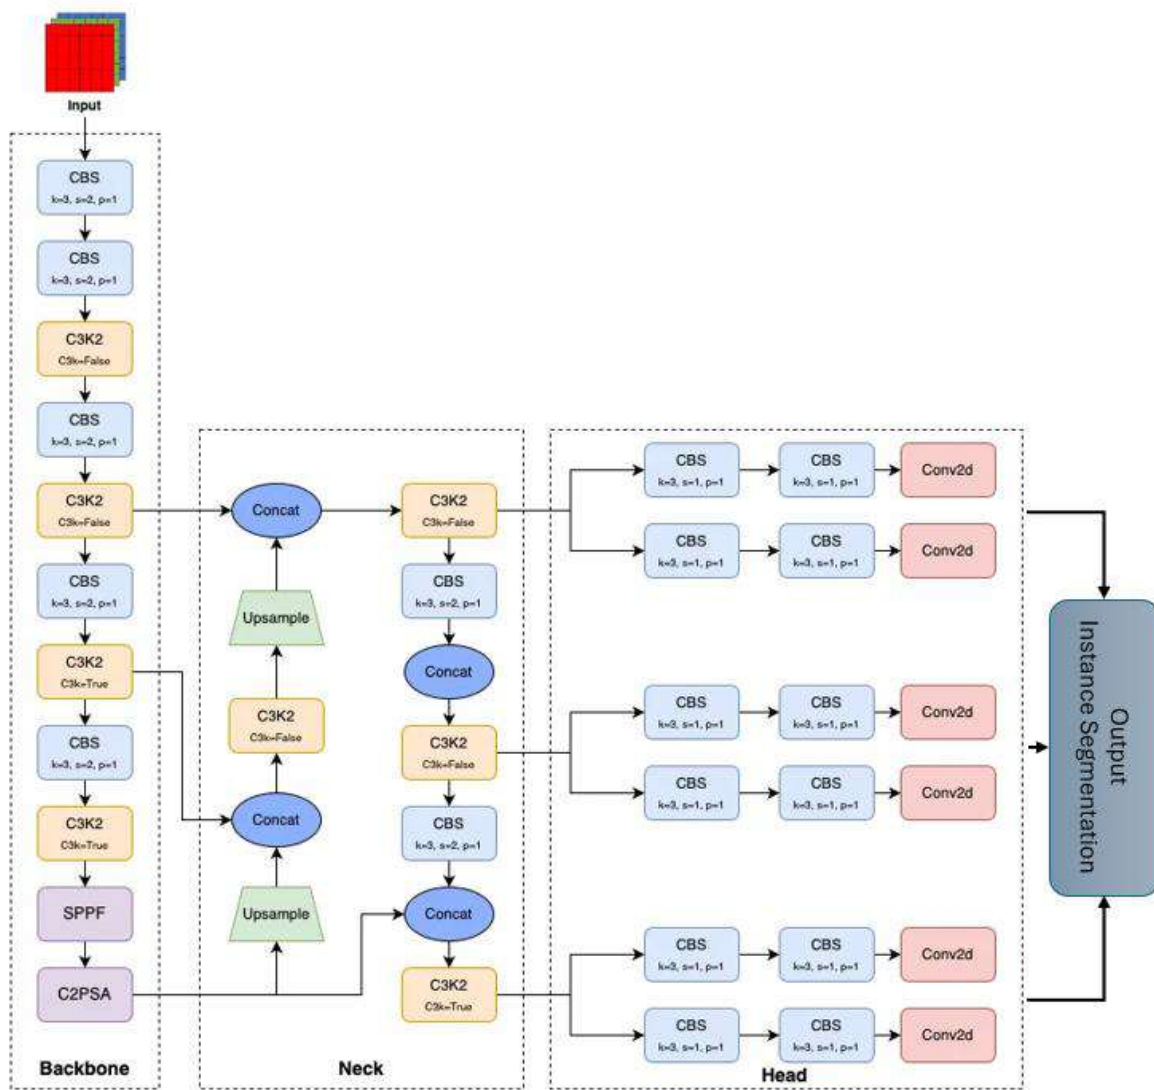 Input
CBS
k=3, s=2, p=1
CBS
k=3, s=2, p=1
C3K2
C3k=False
CBS
k=3, s=2, p=1
C3K2
C3k=False
CBS
k=3, s=2, p=1
C3K2
C3k=True
CBS
k=3, s=2, p=1
C3K2
C3k=True
SPPF
C2PSA
Backbone
Concat
Upsample
C3K2
C3k=False
Concat
Upsample
C3K2
C3k=False
CBS
k=3, s=2, p=1
Concat
C3K2
C3k=False
CBS
k=3, s=2, p=1
Concat
C3K2
C3k=True
Neck
CBS
k=3, s=1, p=1
CBS
k=3, s=1, p=1
Conv2d
CBS
k=3, s=1, p=1
CBS
k=3, s=1, p=1
Conv2d
CBS
k=3, s=1, p=1
CBS
k=3, s=1, p=1
Conv2d
CBS
k=3, s=1, p=1
CBS
k=3, s=1, p=1
Conv2d
CBS
k=3, s=1, p=1
CBS
k=3, s=1, p=1
Conv2d
CBS
k=3, s=1, p=1
CBS
k=3, s=1, p=1
Conv2d
Head
Output
Instance Segmentation